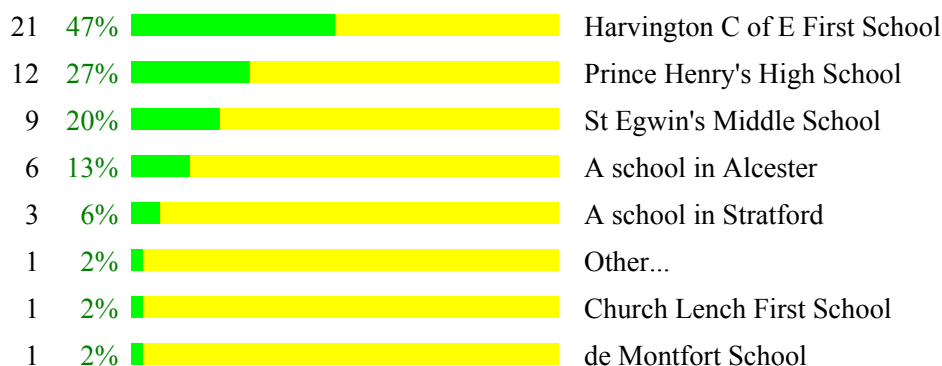 21 47% Harvington C of E First School
12 27% Prince Henry's High School
9 20% St Egwin's Middle School
6 13% A school in Alcester
3 6% A school in Stratford
1 2% Other...
1 2% Church Lench First School
1 2% de Montfort School